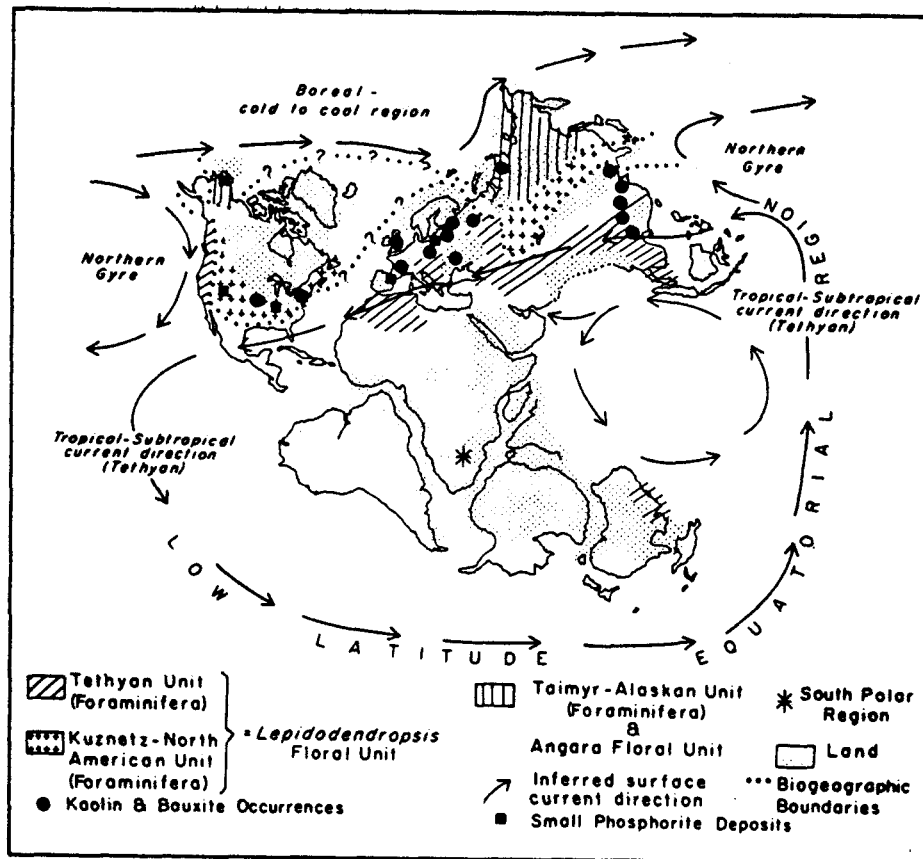 Boreal -
cold to cool region
? ? ? ? ? ? ?
Northern
Gyre
Northern
Gyre
Tropical-Subtropical
current direction
(Tethyan)
Tropical-Subtropical
current direction
(Tethyan)
LOW LATITUDE EQUATORIAL REGION
Tethyan Unit
(Foraminifera)
Kuznetz-North
American Unit
(Foraminifera)
= Lepidodendropsis
Floral Unit
Kaolin & Bauxite Occurrences
Taimyr-Alaskan Unit
(Foraminifera)
&
Angara Floral Unit
Inferred surface
current direction
Small Phosphorite Deposits
South Polar
Region
Land
Biogeographic
Boundaries